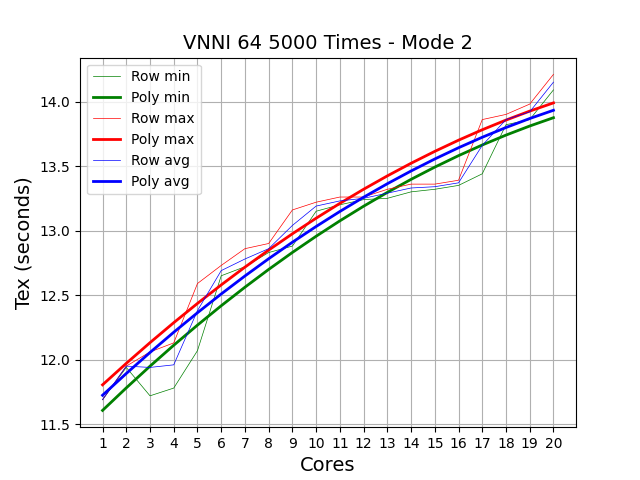 VNNI 64 5000 Times - Mode 2
Row min
Poly min
Row max
Poly max
Row avg
Poly avg
Tex (seconds)
14.0
13.5
13.0
12.5
12.0
11.5
1 2 3 4 5 6 7 8 9 10 11 12 13 14 15 16 17 18 19 20
Cores